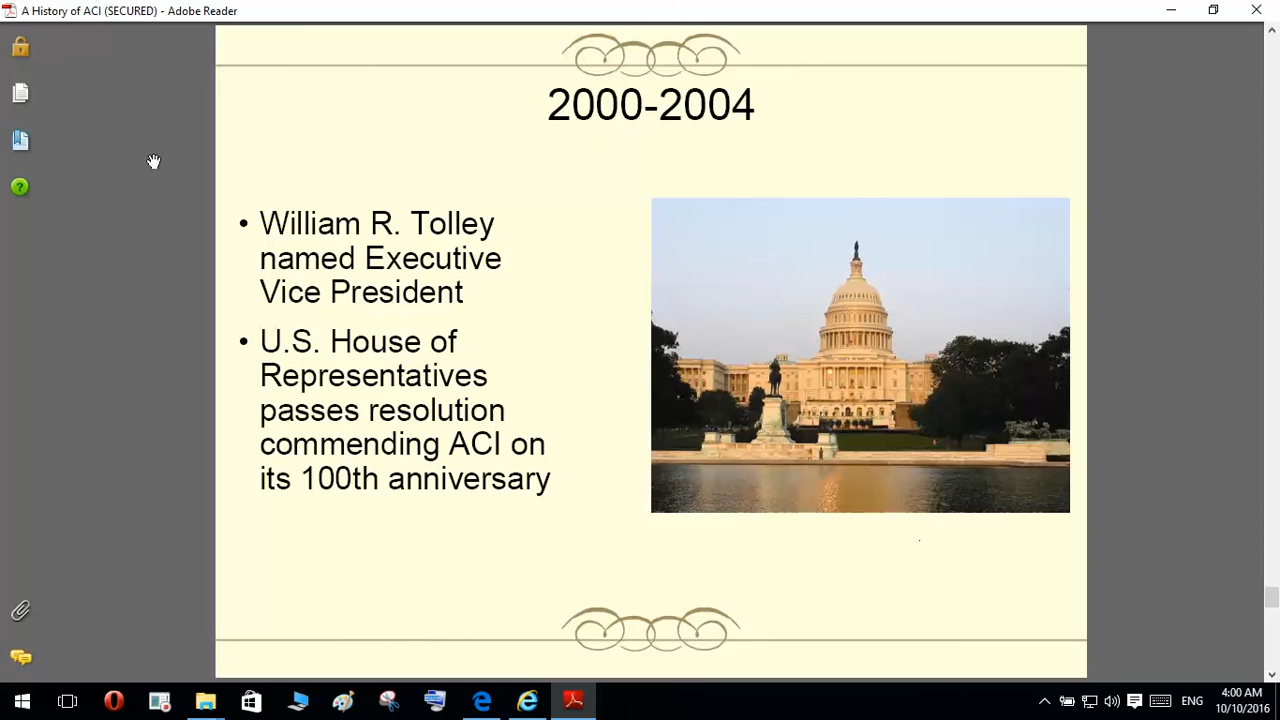 A History of ACI (SECURED) - Adobe Reader
2000-2004
• William R. Tolley
named Executive
Vice President
• U.S. House of
Representatives
passes resolution
commending ACI on
its 100th anniversary
ENG
4:00 AM
10/10/2016